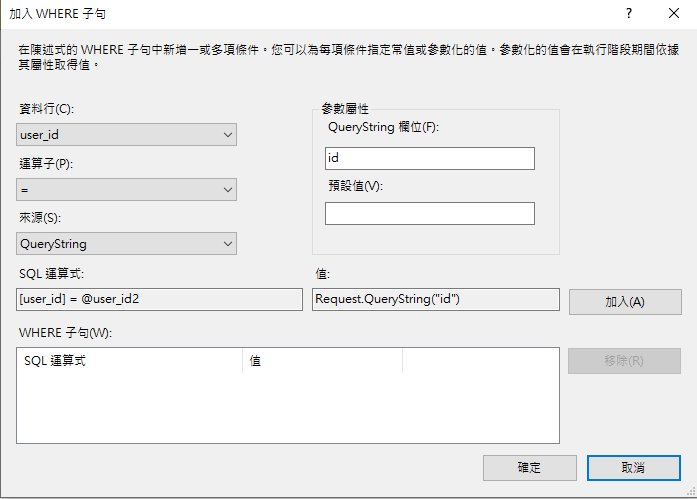 加入 WHERE 子句
?
在陳述式的 WHERE 子句中新增一或多項條件。您可以為每項條件指定常值或參數化的值。參數化的值會在執行階段期間依據
其屬性取得值。
資料行(C):
user_id
運算子(P):
=
來源(S):
QueryString
參數屬性
QueryString 欄位(F):
id
預設值(V):
SQL 運算式:
[user_id] = @user_id2
值:
Request.QueryString("id")
加入(A)
WHERE 子句(W):
SQL 運算式
值
移除(R)
確定
取消